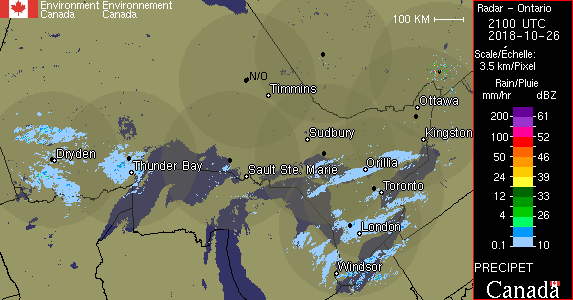 Environment Environnement
Canada Canada
100 KM
N/O
Timmins
Ottawa
Sudbury
Kingston
Dryden
Thunder Bay
Sault Ste. Marie
Orillia
Toronto
London
Windsor
Radar - Ontario
2100 UTC
2018-10-26
Scale/Échelle:
3.5 km/Pixel
Rain/Pluie
mm/hr dBZ
200 61
100 52
50 46
24 39
12 33
4 26
0.1 10
PRECIPET
Canada